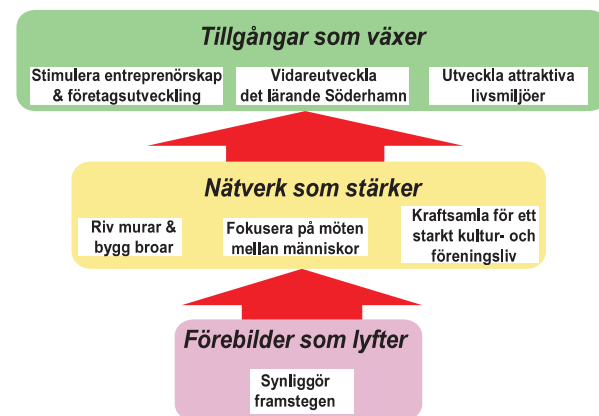 Tillgångar som växer
Stimulera entreprenörskap
& företagsutveckling
Vidareutveckla
det lärande Söderhamn
Utveckla attraktiva
livsmiljöer
Nätverk som stärker
Riv murar &
bygg broar
Fokusera på möten
mellan människor
Kraftsamla för ett
starkt kultur- och
föreningsliv
Förebilder som lyfter
Synliggör
framstegen